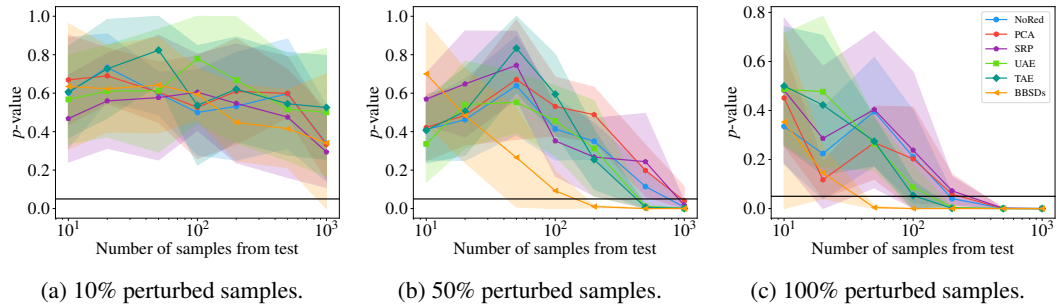 1.0
0.8
0.6
0.4
0.2
0.0
p-value
10^1 10^2 10^3
Number of samples from test
(a) 10% perturbed samples.
1.0
0.8
0.6
0.4
0.2
0.0
p-value
10^1 10^2 10^3
Number of samples from test
(b) 50% perturbed samples.
0.8
0.6
0.4
0.2
0.0
p-value
NoRed
PCA
SRP
UAE
TAE
BBSDs
10^1 10^2 10^3
Number of samples from test
(c) 100% perturbed samples.